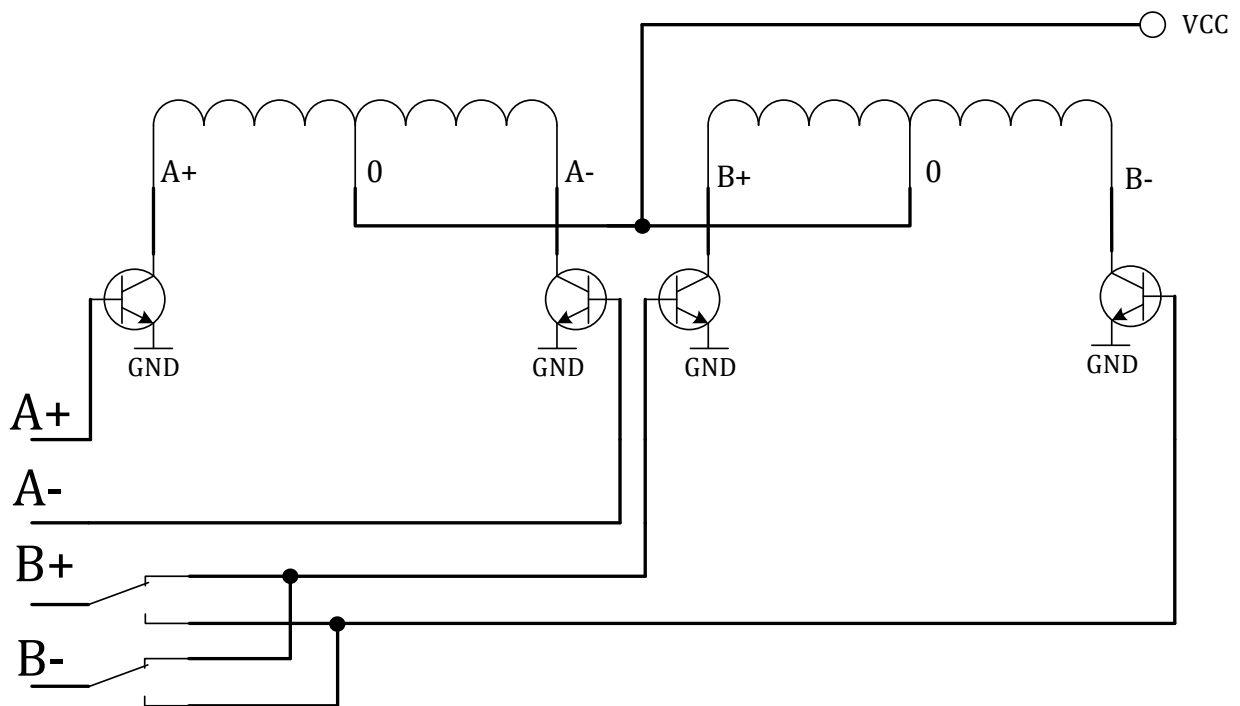 VCC
A+ 0 A- B+ 0 B-
GND GND GND GND
A+
A-
B+
B-